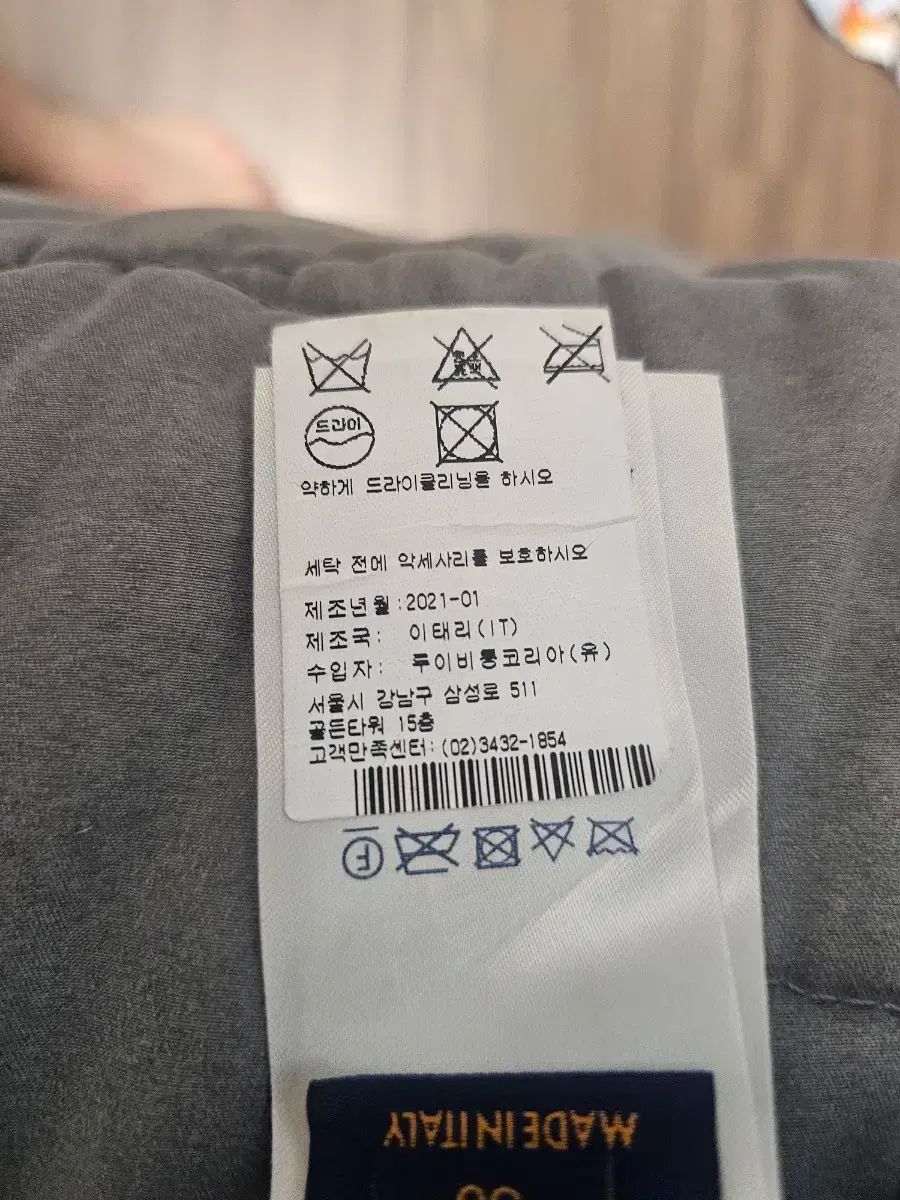 드라이
약하게 드라이클리닝을 하시오
세탁 전에 악세사리를 보호하시오
제조년월:2021-01
제조국: 이태리(IT)
수입자: 루이비통코리아(유)
서울시 강남구 삼성로 511
골든타워 15층
고객만족센터:(02)3432-1854
F
MADE IN ITALY